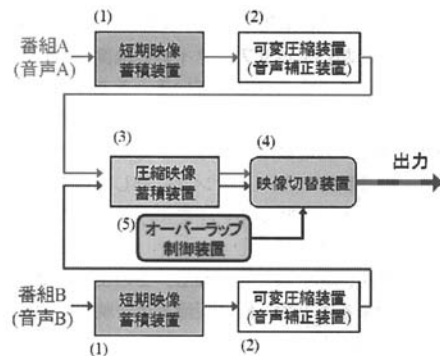 (1)
(2)
番組A
(音声A)
短期映像
蓄積装置
可変圧縮装置
(音声補正装置)
(3)
(4)
圧縮映像
蓄積装置
映像切替装置
出力
(5)
オーバーラップ
制御装置
番組B
(音声B)
短期映像
蓄積装置
可変圧縮装置
(音声補正装置)
(1)
(2)